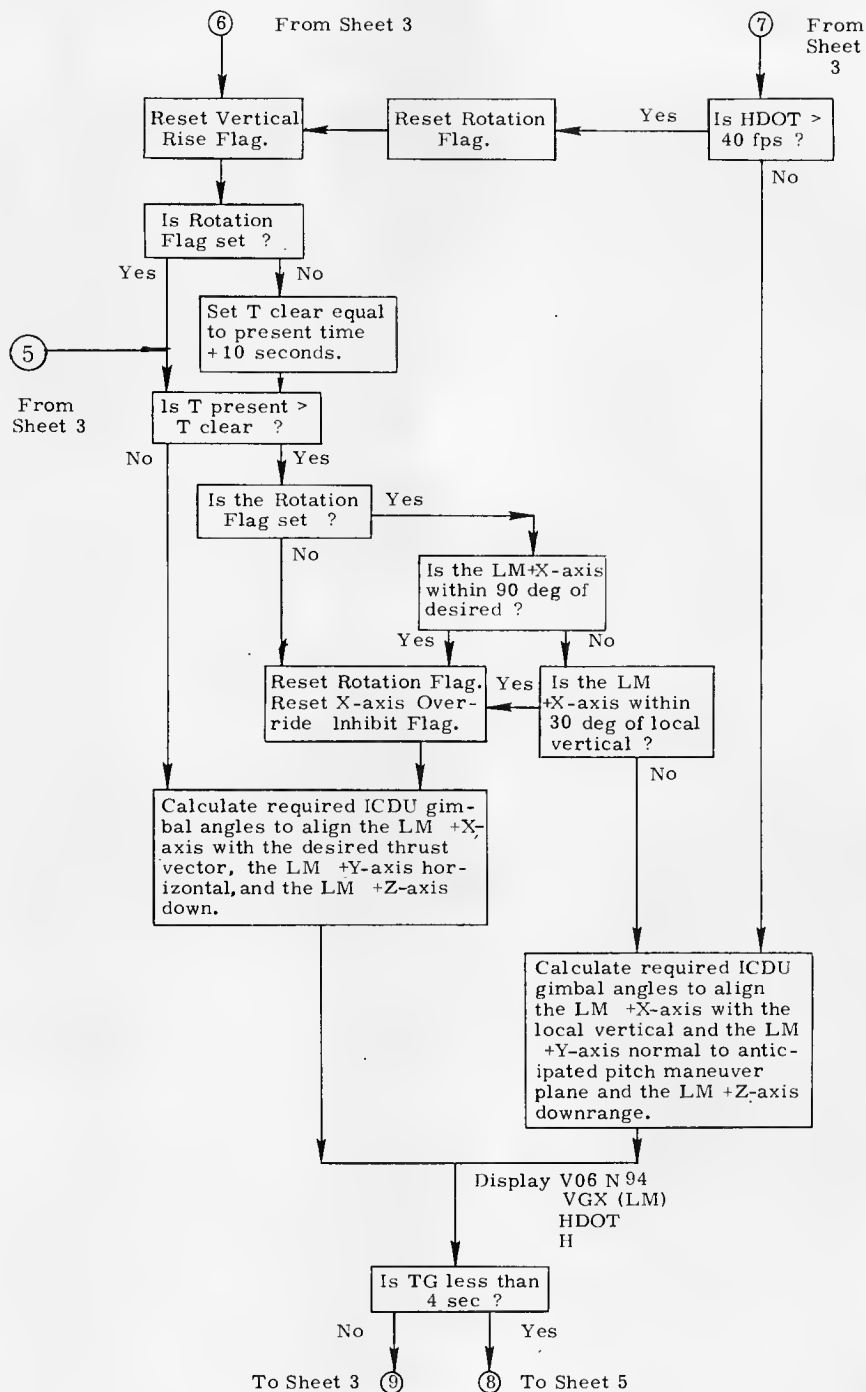 6 From Sheet 3
7 From
Sheet
3
Reset Vertical
Rise Flag.
Reset Rotation
Flag.
Yes
Is HDOT >
40 fps ?
No
Is Rotation
Flag set ?
Yes
No
Set T clear equal
to present time
+10 seconds.
5
From
Sheet 3
Is T present >
T clear ?
No
Yes
Is the Rotation
Flag set ?
Yes
No
Is the LM+X-axis
within 90 deg of
desired ?
Yes
No
Reset Rotation Flag.
Reset X-axis Over-
ride Inhibit Flag.
Yes
Is the LM
+X-axis within
30 deg of local
vertical ?
No
Calculate required ICDU gim-
bal angles to align the LM +X-
axis with the desired thrust
vector, the LM +Y-axis hor-
izontal, and the LM +Z-axis
down.
Calculate required ICDU
gimbal angles to align
the LM +X-axis with the
local vertical and the LM
+Y-axis normal to antic-
ipated pitch maneuver
plane and the LM +Z-axis
downrange.
Display V06 N 94
VGX (LM)
HDOT
H
Is TG less than
4 sec ?
No
Yes
To Sheet 3 9
8 To Sheet 5